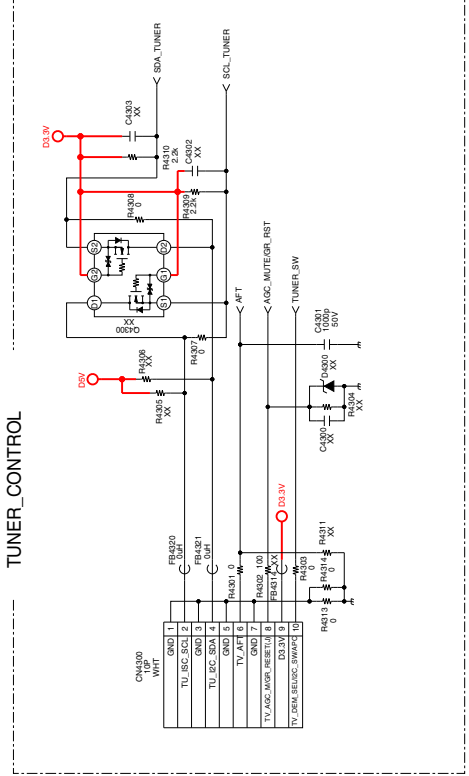 TUNER_CONTROL
CN4300
10P
WHT
GND 1
TU_ISC_SCL 2
GND 3
TU_I2C_SDA 4
GND 5
TV_AFT 6
GND 7
TV_AGC_M/GR_RESET(J) 8
D3.3V 9
TV_DEM_SEL/I2C_SW/APC 10
FB4320
0uH
FB4321
0uH
R4301 0
R4302 100
FB4314 XX
R4303
0
R4313
0
R4314
0
R4311
XX
D3.3V
D5V
R4305
XX
R4306
XX
R4307
0
Q4300
XX
D1
G2
S2
S1
G1
D2
R4308
0
R4309
2.2k
R4310
2.2k
C4302
XX
C4303
XX
D3.3V
SDA_TUNER
SCL_TUNER
AFT
AGC_MUTE/GR_RST
TUNER_SW
C4300
XX
R4304
XX
D4300
XX
C4301
1000p
50V